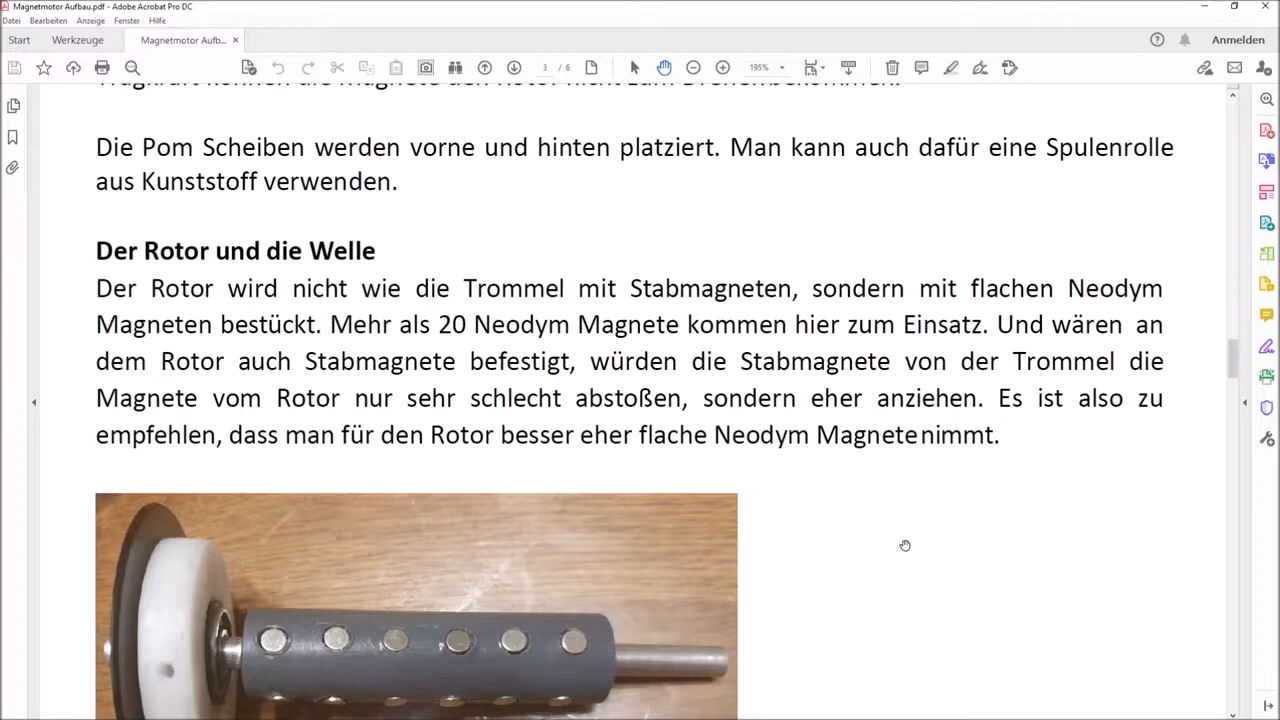 Magnetmotor Aufbau.pdf - Adobe Acrobat Pro DC
Datei Bearbeiten Anzeige Fenster Hilfe
Start Werkzeuge Magnetmotor Aufb... × Anmelden
3 / 6 195%
Die Pom Scheiben werden vorne und hinten platziert. Man kann auch dafür eine Spulenrolle
aus Kunststoff verwenden.
Der Rotor und die Welle
Der Rotor wird nicht wie die Trommel mit Stabmagneten, sondern mit flachen Neodym
Magneten bestückt. Mehr als 20 Neodym Magnete kommen hier zum Einsatz. Und wären an
dem Rotor auch Stabmagnete befestigt, würden die Stabmagnete von der Trommel die
Magnete vom Rotor nur sehr schlecht abstoßen, sondern eher anziehen. Es ist also zu
empfehlen, dass man für den Rotor besser eher flache Neodym Magnete nimmt.